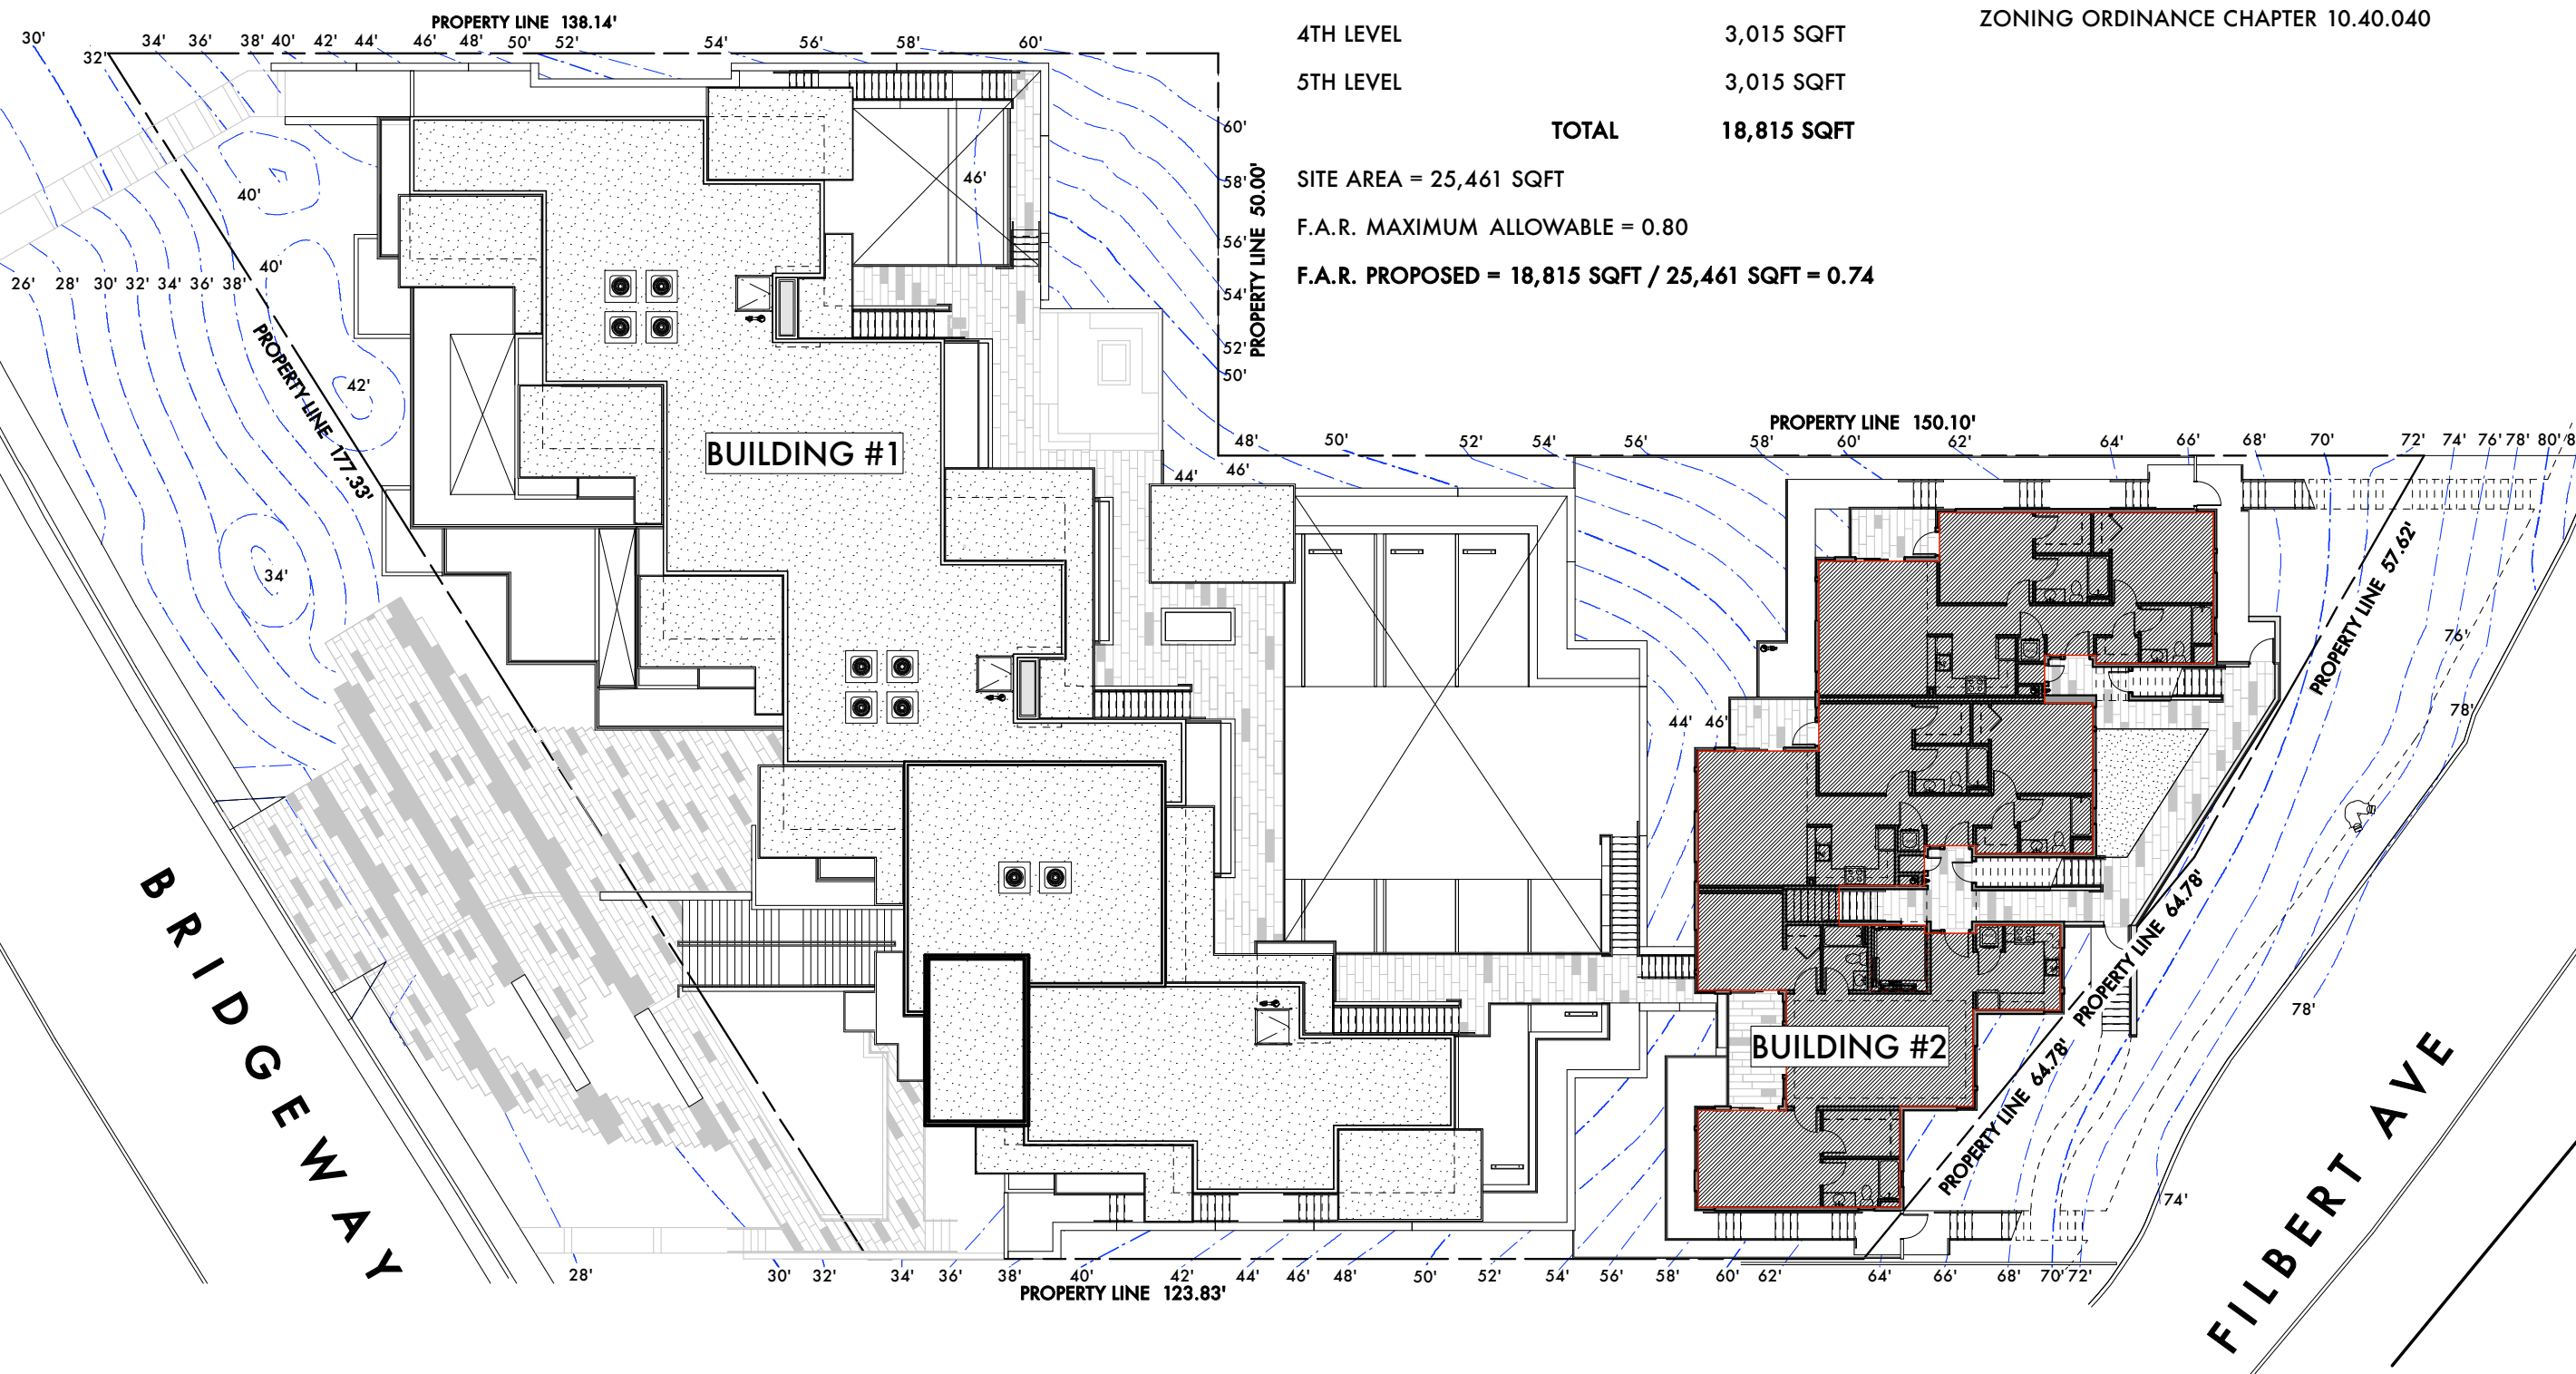 PROPERTY LINE 138.14'
4TH LEVEL 3,015 SQFT
ZONING ORDINANCE CHAPTER 10.40.040
5TH LEVEL 3,015 SQFT
TOTAL 18,815 SQFT
SITE AREA = 25,461 SQFT
F.A.R. MAXIMUM ALLOWABLE = 0.80
F.A.R. PROPOSED = 18,815 SQFT / 25,461 SQFT = 0.74
30' 34' 36' 38' 40' 42' 44' 46' 48' 50' 52' 54' 56' 58' 60'
32'
60'
58'
56'
54'
52'
50'
PROPERTY LINE 50.00'
46'
40'
40'
26' 28' 30' 32' 34' 36' 38'
42'
34'
PROPERTY LINE 177.33'
BUILDING #1
PROPERTY LINE 150.10'
48' 50' 52' 54' 56' 58' 60' 62' 64' 66' 68' 70' 72' 74' 76' 78' 80'
46'
44'
44' 46'
76'
78'
78'
74'
PROPERTY LINE 57.62'
PROPERTY LINE 64.78'
PROPERTY LINE 64.78'
BUILDING #2
BRIDGEWAY
FILBERT AVE
28' 30' 32' 34' 36' 38' 40' 42' 44' 46' 48' 50' 52' 54' 56' 58' 60' 62' 64' 66' 68' 70' 72'
PROPERTY LINE 123.83'